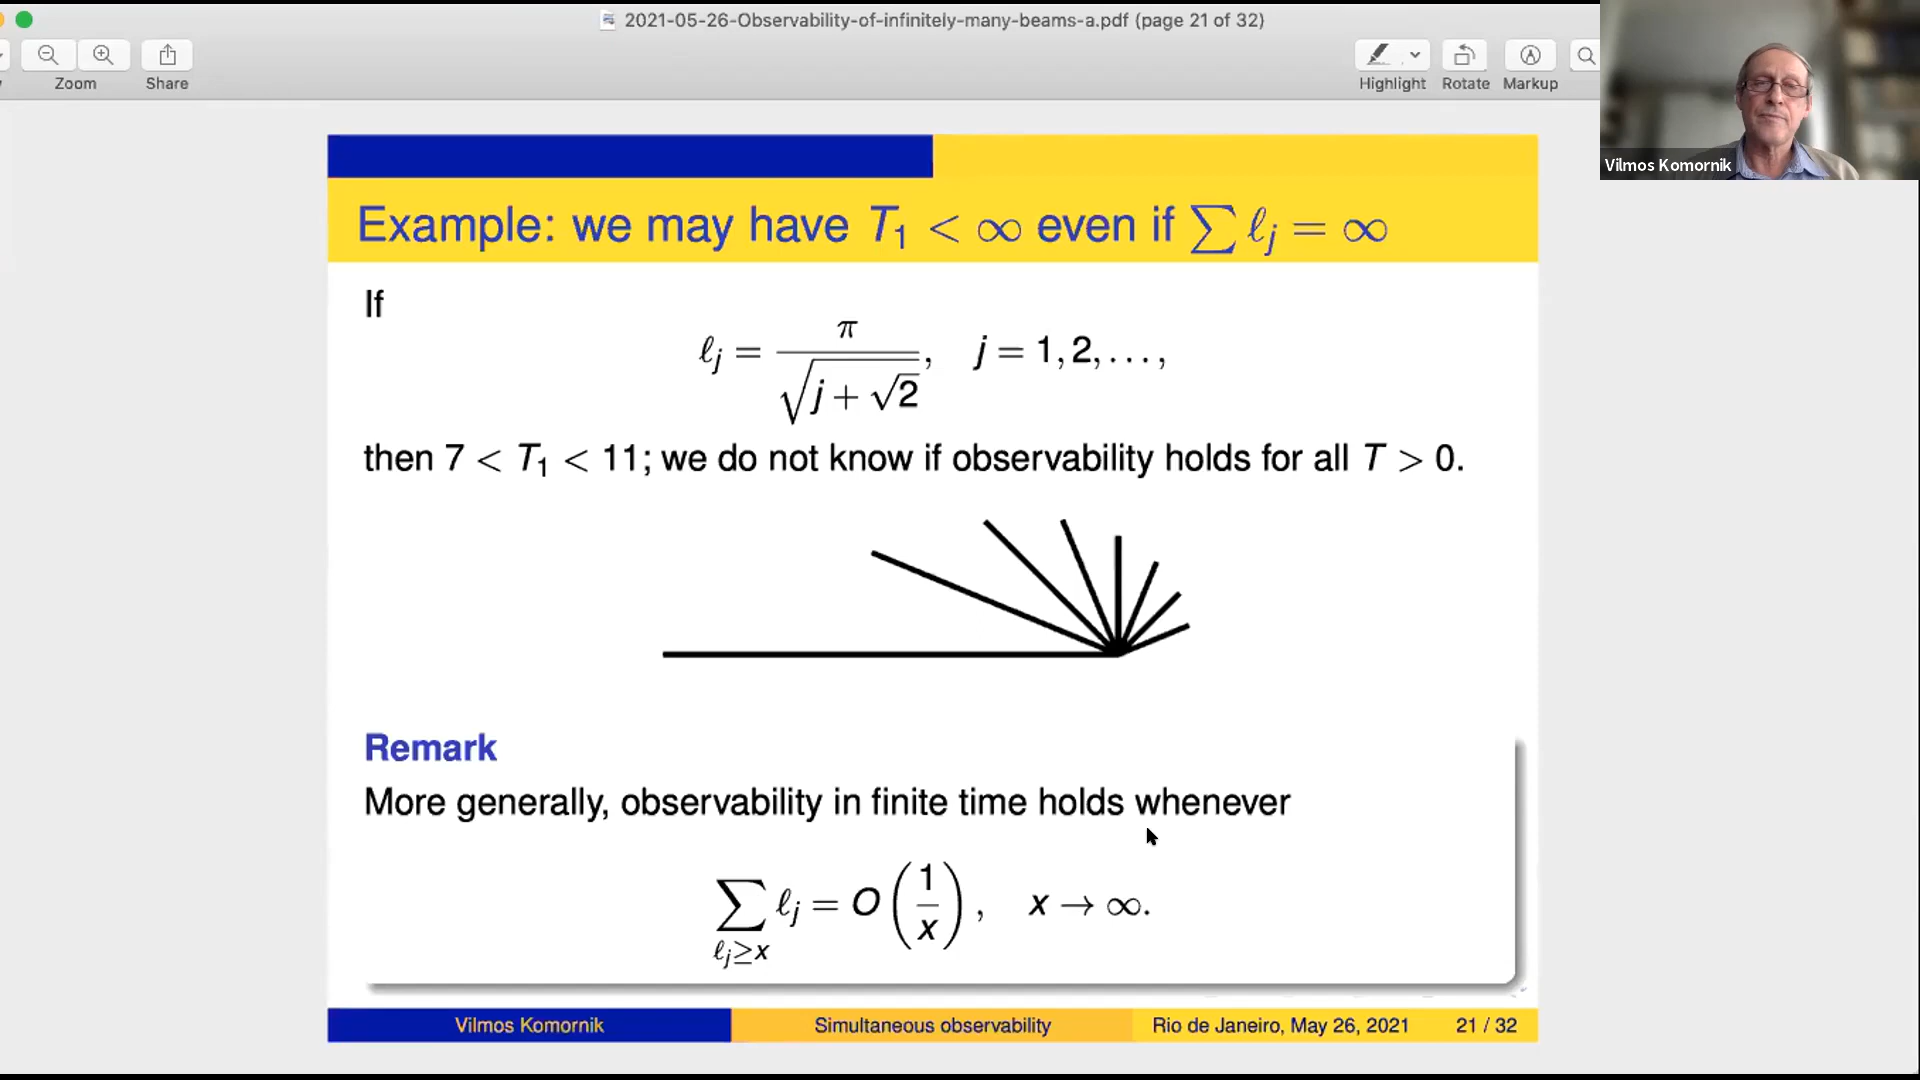 2021-05-26-Observability-of-infinitely-many-beams-a.pdf (page 21 of 32)
Zoom
Share
Highlight
Rotate
Markup
Vilmos Komornik
Example: we may have T₁ < ∞ even if ∑ ℓⱼ = ∞
If
ℓⱼ = π / √(j + √2), j = 1, 2, . . . ,
then 7 < T₁ < 11; we do not know if observability holds for all T > 0.
Remark
More generally, observability in finite time holds whenever
∑_{ℓⱼ≥x} ℓⱼ = O(1/x), x → ∞.
Vilmos Komornik
Simultaneous observability
Rio de Janeiro, May 26, 2021
21 / 32